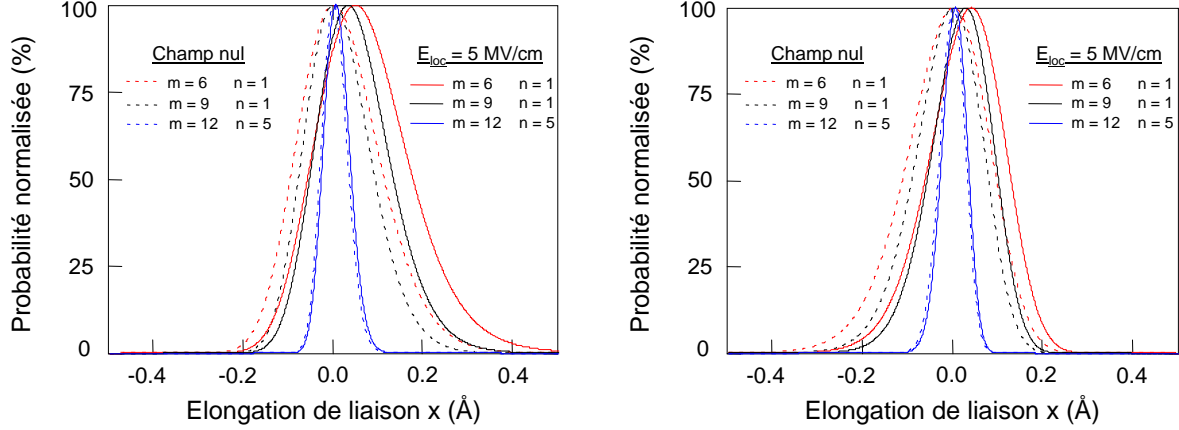 100
75
50
25
0
Probabilité normalisée (%)
Champ nul
m = 6 n = 1
m = 9 n = 1
m = 12 n = 5
E_loc = 5 MV/cm
m = 6 n = 1
m = 9 n = 1
m = 12 n = 5
-0.4 -0.2 0.0 0.2 0.4
Elongation de liaison x (Å)
100
75
50
25
0
Probabilité normalisée (%)
Champ nul
m = 6 n = 1
m = 9 n = 1
m = 12 n = 5
E_loc = 5 MV/cm
m = 6 n = 1
m = 9 n = 1
m = 12 n = 5
-0.4 -0.2 0.0 0.2 0.4
Elongation de liaison x (Å)